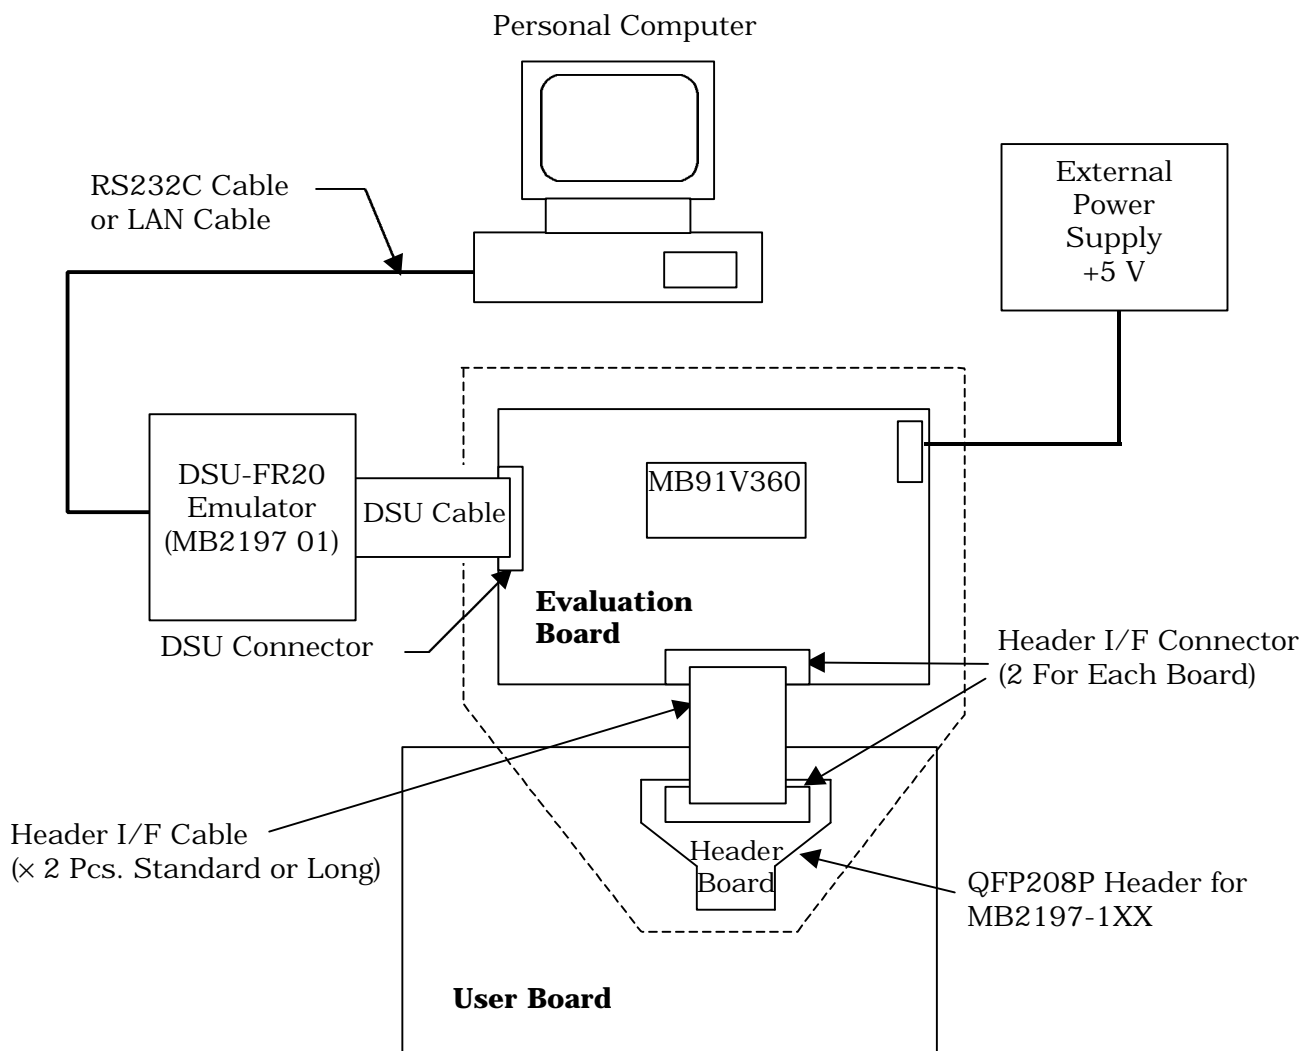 Personal Computer
RS232C Cable
or LAN Cable
External
Power
Supply
+5 V
DSU-FR20
Emulator
(MB2197 01)
DSU Cable
MB91V360
Evaluation
Board
DSU Connector
Header I/F Connector
(2 For Each Board)
Header I/F Cable
(× 2 Pcs. Standard or Long)
Header
Board
QFP208P Header for
MB2197-1XX
User Board